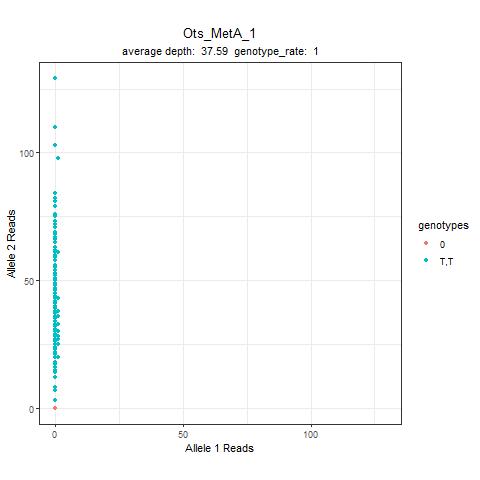 Ots_MetA_1
average depth:  37.59  genotype_rate:  1
Allele 2 Reads
100
50
0
0
50
100
Allele 1 Reads
genotypes
0
T,T